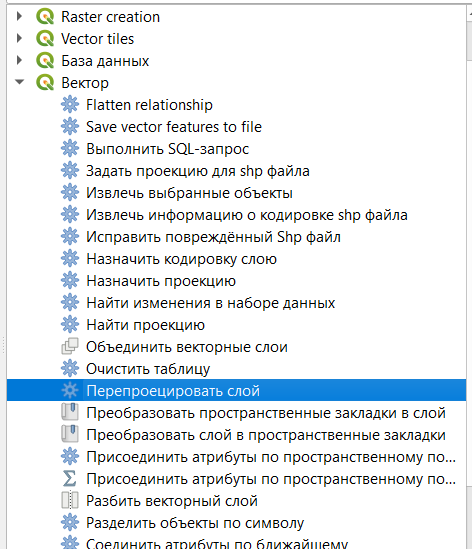 Raster creation
Vector tiles
База данных
Вектор
Flatten relationship
Save vector features to file
Выполнить SQL-запрос
Задать проекцию для shp файла
Извлечь выбранные объекты
Извлечь информацию о кодировке shp файла
Исправить повреждённый Shp файл
Назначить кодировку слою
Назначить проекцию
Найти изменения в наборе данных
Найти проекцию
Объединить векторные слои
Очистить таблицу
Перепроецировать слой
Преобразовать пространственные закладки в слой
Преобразовать слой в пространственные закладки
Присоединить атрибуты по пространственному по...
Присоединить атрибуты по пространственному по...
Разбить векторный слой
Разделить объекты по символу
Соединить атрибуты по ближайшему